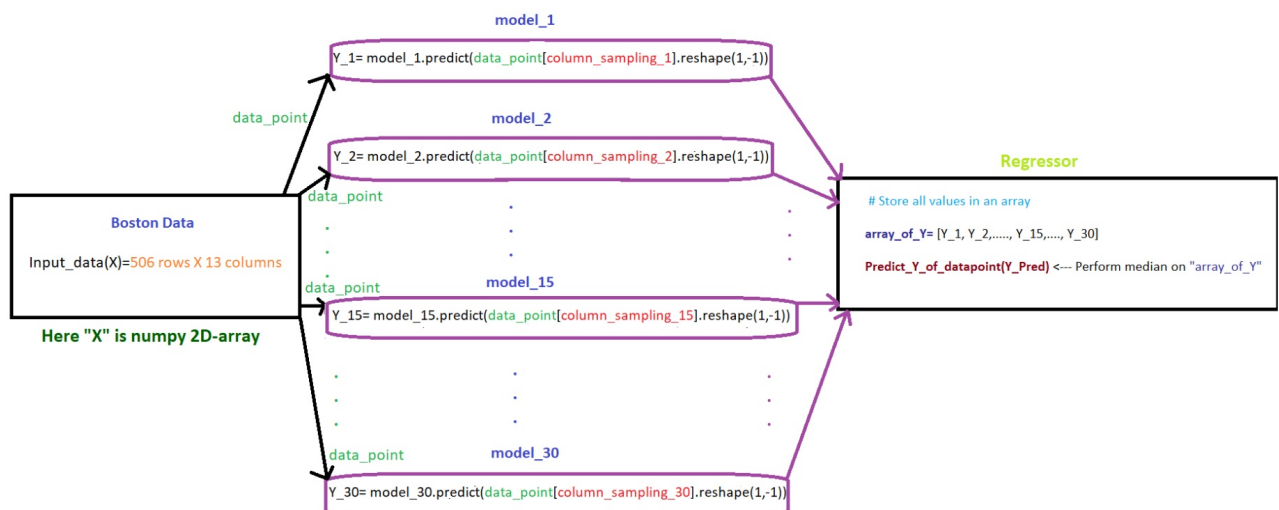 model_1
Y_1= model_1.predict(data_point[column_sampling_1].reshape(1,-1))
data_point
model_2
Y_2= model_2.predict(data_point[column_sampling_2].reshape(1,-1))
data_point
Boston Data
Input_data(X)=506 rows X 13 columns
Here "X" is numpy 2D-array
data_point
model_15
Y_15= model_15.predict(data_point[column_sampling_15].reshape(1,-1))
data_point
model_30
Y_30= model_30.predict(data_point[column_sampling_30].reshape(1,-1))
Regressor
# Store all values in an array
array_of_Y= [Y_1, Y_2,....., Y_15,...., Y_30]
Predict_Y_of_datapoint(Y_Pred) <--- Perform median on "array_of_Y"